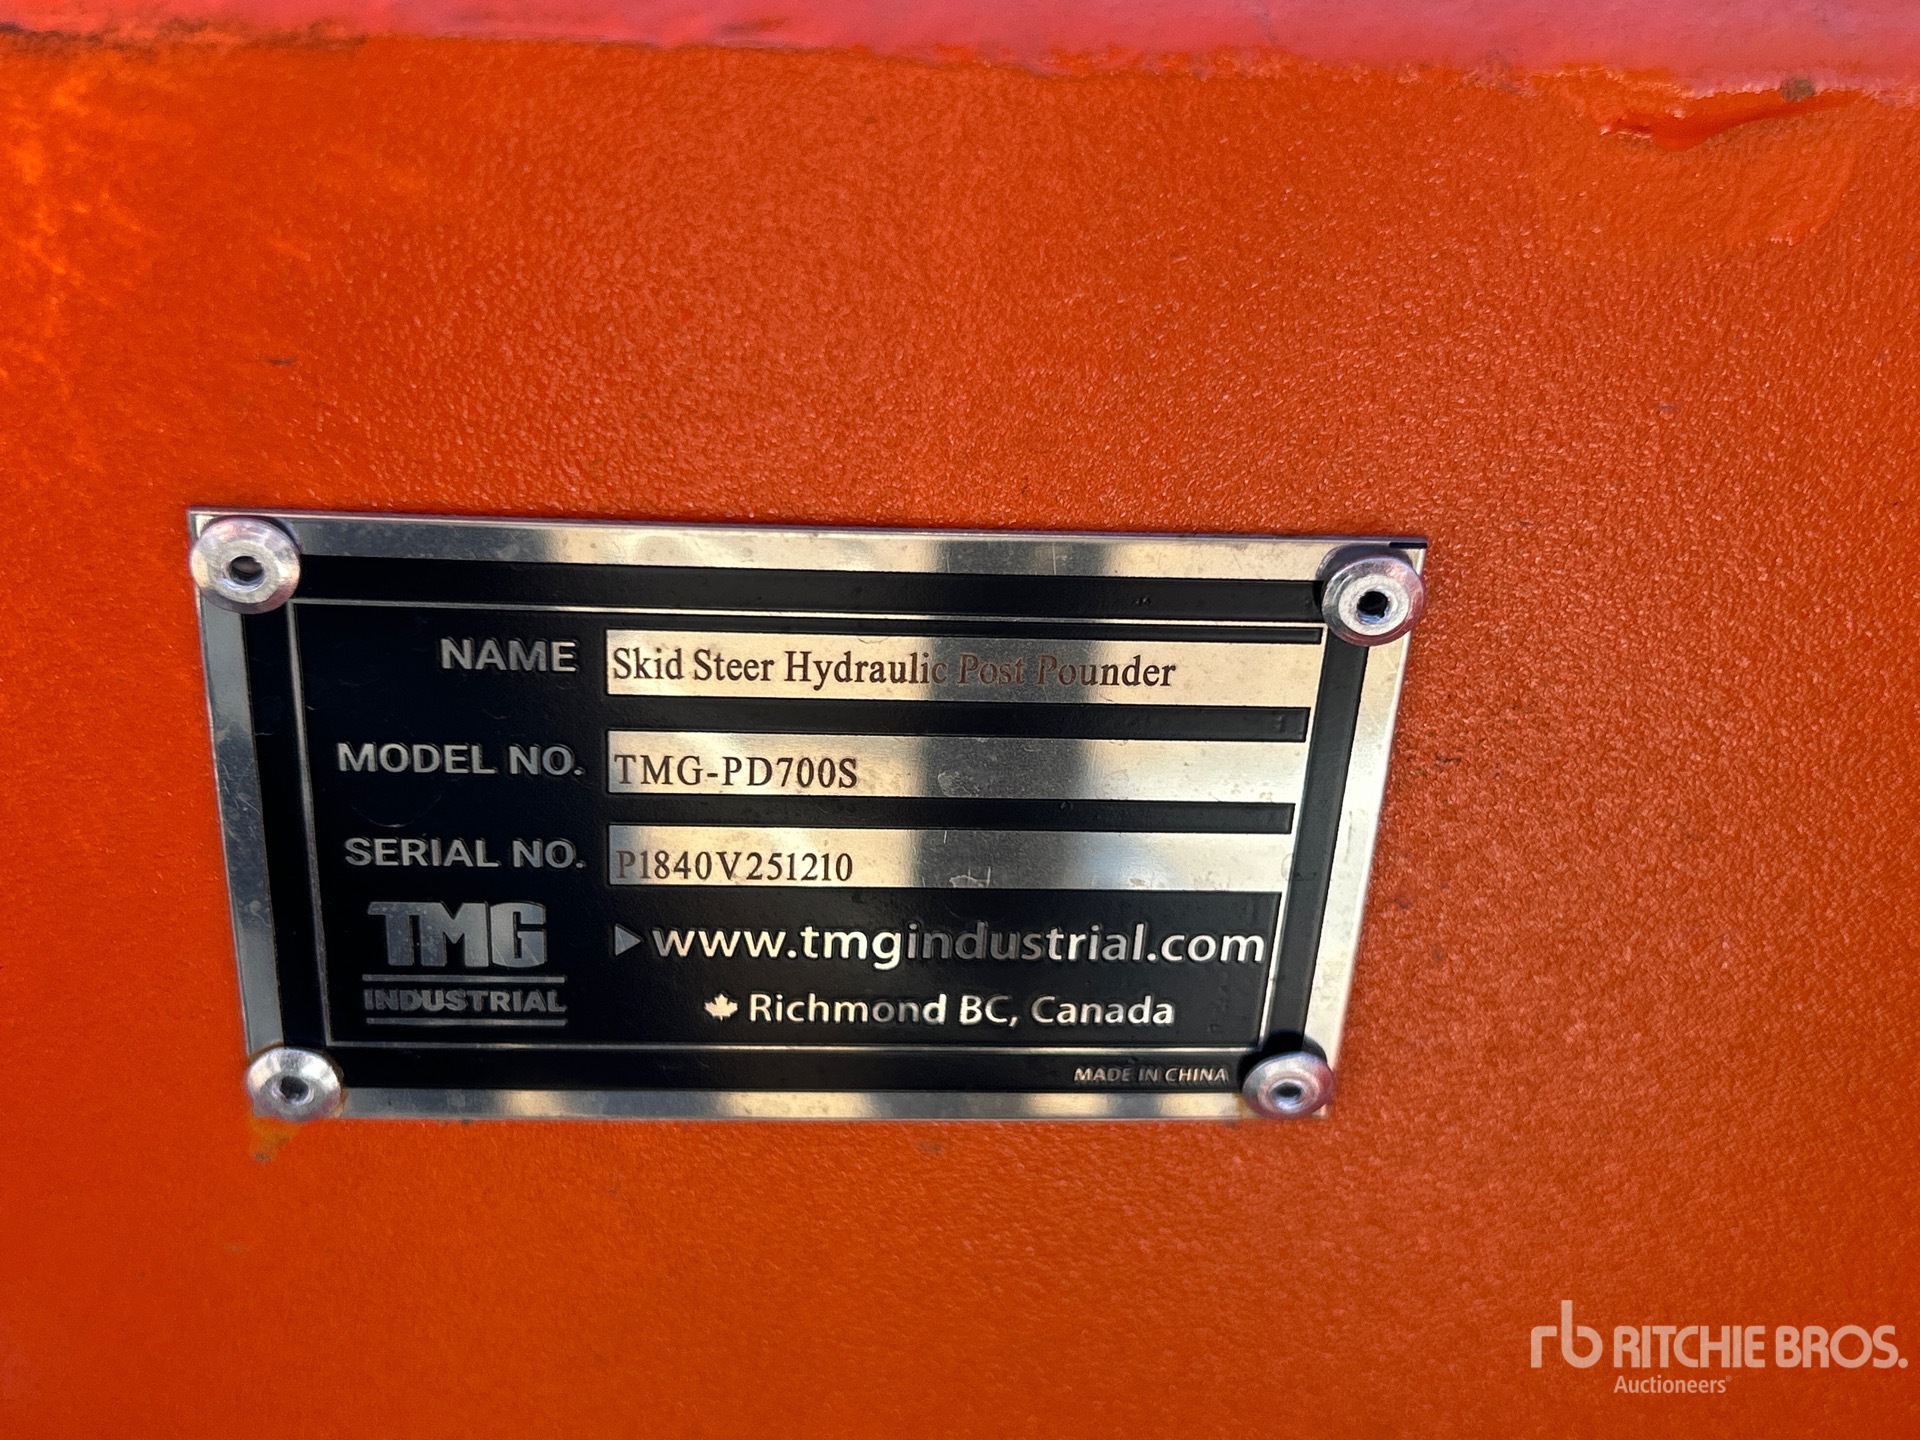 NAME Skid Steer Hydraulic Post Pounder
MODEL NO. TMG-PD700S
SERIAL NO. P1840V251210
TMG
INDUSTRIAL
www.tmgindustrial.com
Richmond BC, Canada
MADE IN CHINA
rb RITCHIE BROS.
Auctioneers